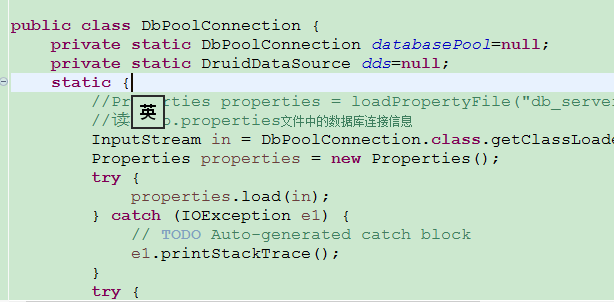 public class DbPoolConnection {
private static DbPoolConnection databasePool=null;
private static DruidDataSource dds=null;
static {
//Properties properties = loadPropertyFile("db_serve
英
//读 .properties文件中的数据库连接信息
InputStream in = DbPoolConnection.class.getClassLoade
Properties properties = new Properties();
try {
properties.load(in);
} catch (IOException e1) {
// TODO Auto-generated catch block
e1.printStackTrace();
}
try {